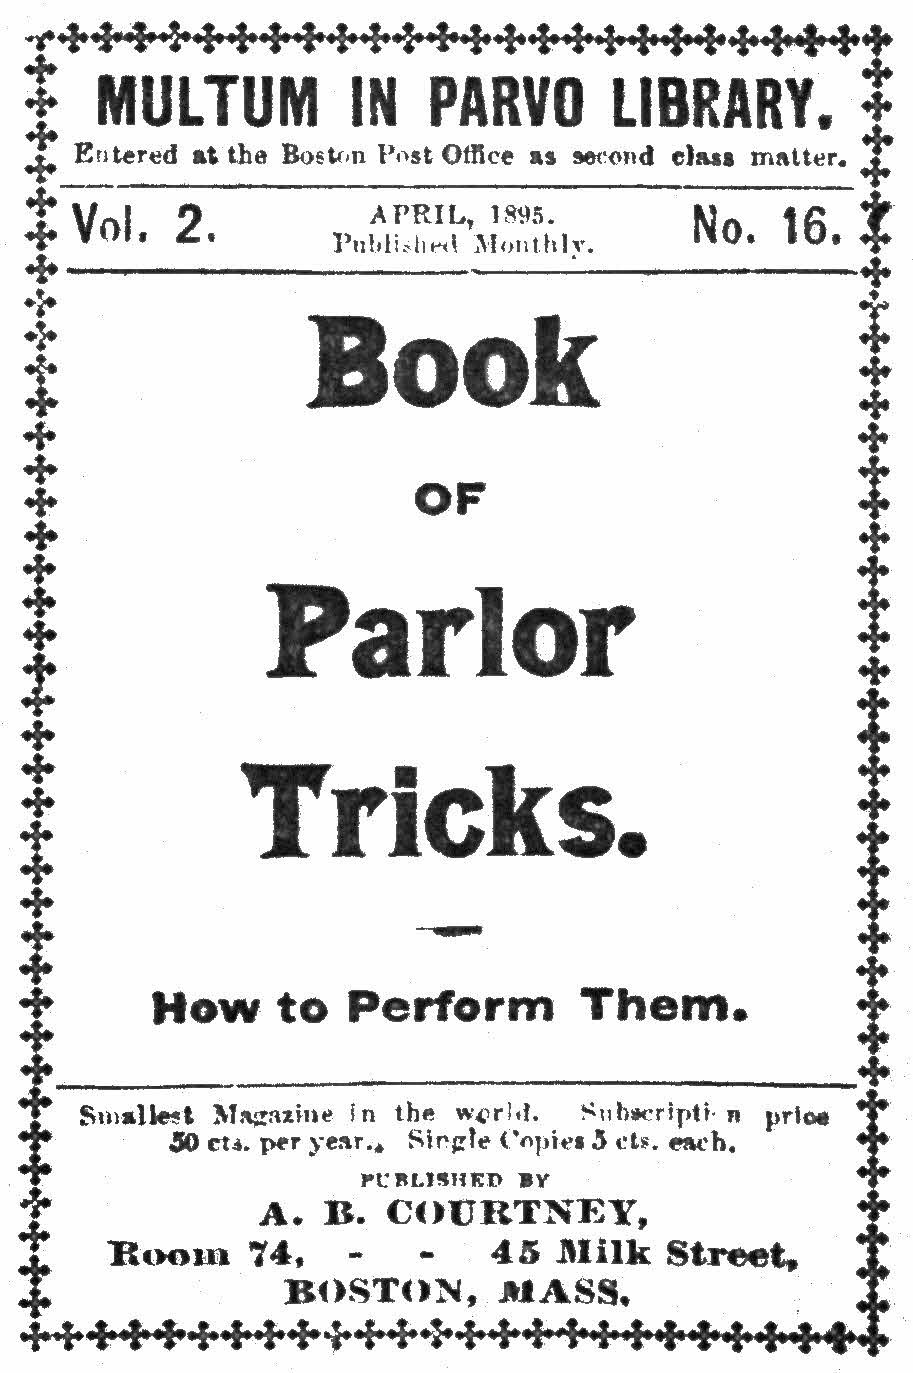 MULTUM IN PARVO LIBRARY.
Entered at the Boston Post Office as second class matter.
Vol. 2. APRIL, 1895. No. 16.
Published Monthly.
Book
OF
Parlor
Tricks.
How to Perform Them.
Smallest Magazine in the world. Subscription price
50 cts. per year. Single Copies 5 cts. each.
PUBLISHED BY
A. B. COURTNEY,
Room 74, - - 45 Milk Street,
BOSTON, MASS.